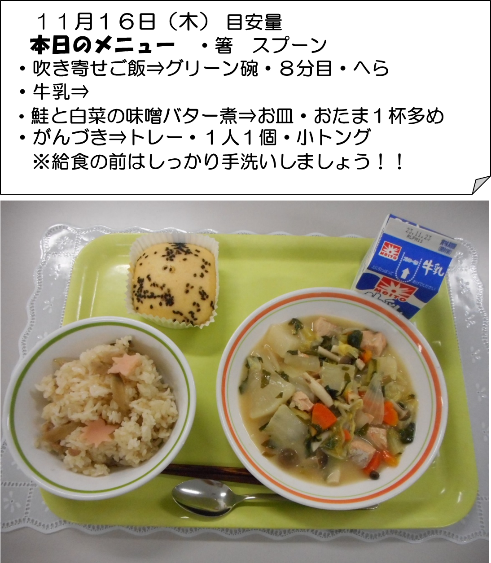 １１月１６日（木） 目安量
本日のメニュー　・箸　スプーン
・吹き寄せご飯⇒グリーン碗・８分目・へら
・牛乳⇒
・鮭と白菜の味噌バター煮⇒お皿・おたま１杯多め
・がんづき⇒トレー・１人１個・小トング
※給食の前はしっかり手洗いしましょう！！
牛乳